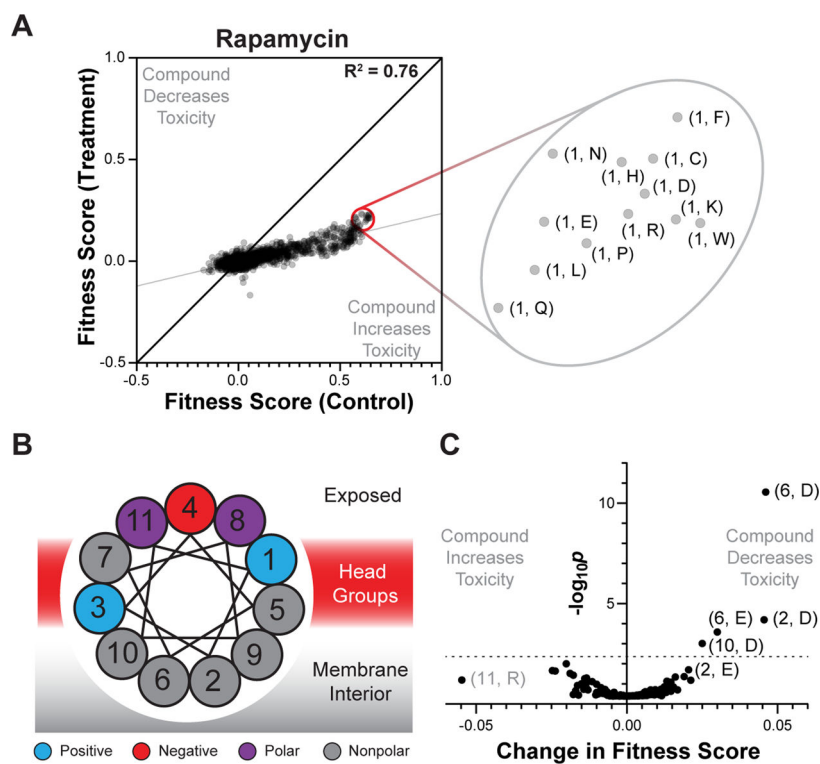 A
Rapamycin
Fitness Score (Treatment)
1.0
0.5
0.0
-0.5
Compound
Decreases
Toxicity
R² = 0.76
Compound
Increases
Toxicity
-0.5
0.0
0.5
1.0
Fitness Score (Control)
(1, F)
(1, N)
(1, C)
(1, H)
(1, D)
(1, K)
(1, E)
(1, R)
(1, W)
(1, P)
(1, L)
(1, Q)
B
4
11
8
7
1
3
5
10
9
6
2
Exposed
Head
Groups
Membrane
Interior
Positive
Negative
Polar
Nonpolar
C
-log₁₀p
10
5
Compound
Increases
Toxicity
Compound
Decreases
Toxicity
(6, D)
(6, E)
(2, D)
(10, D)
(2, E)
(11, R)
-0.05
0.00
0.05
Change in Fitness Score